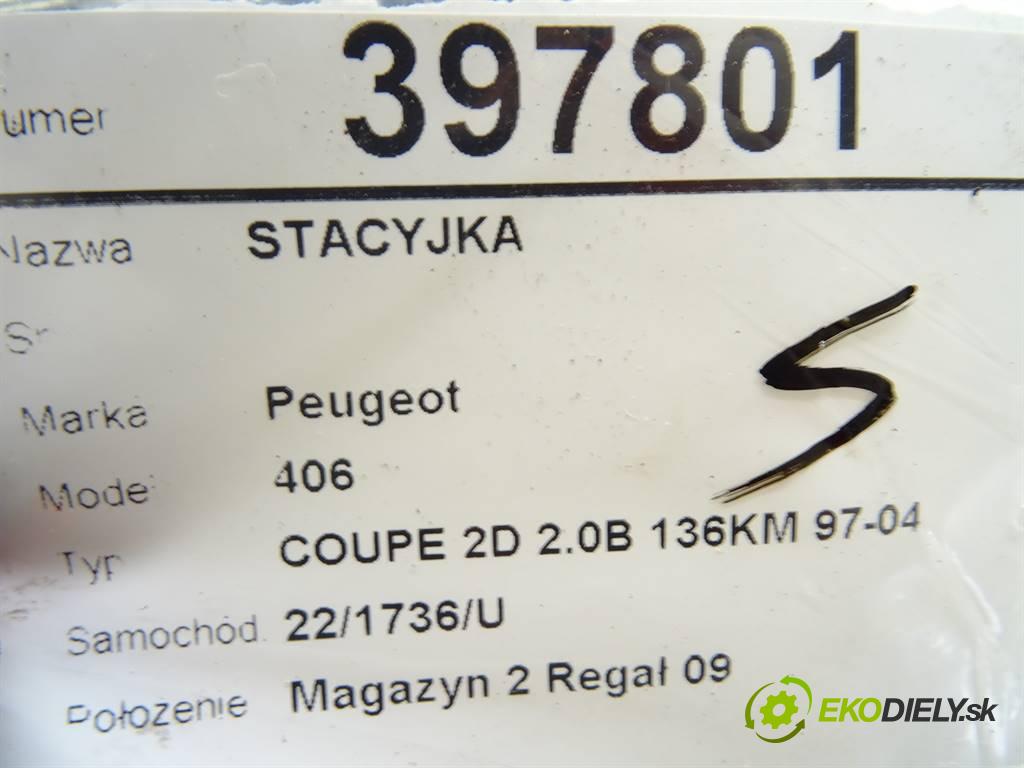 umer 397801
Nazwa STACYJKA
Sr
Marka Peugeot
Model 406
Typ COUPE 2D 2.0B 136KM 97-04
Samochód 22/1736/U
Położenie Magazyn 2 Regał 09
S
EKODIELY.sk